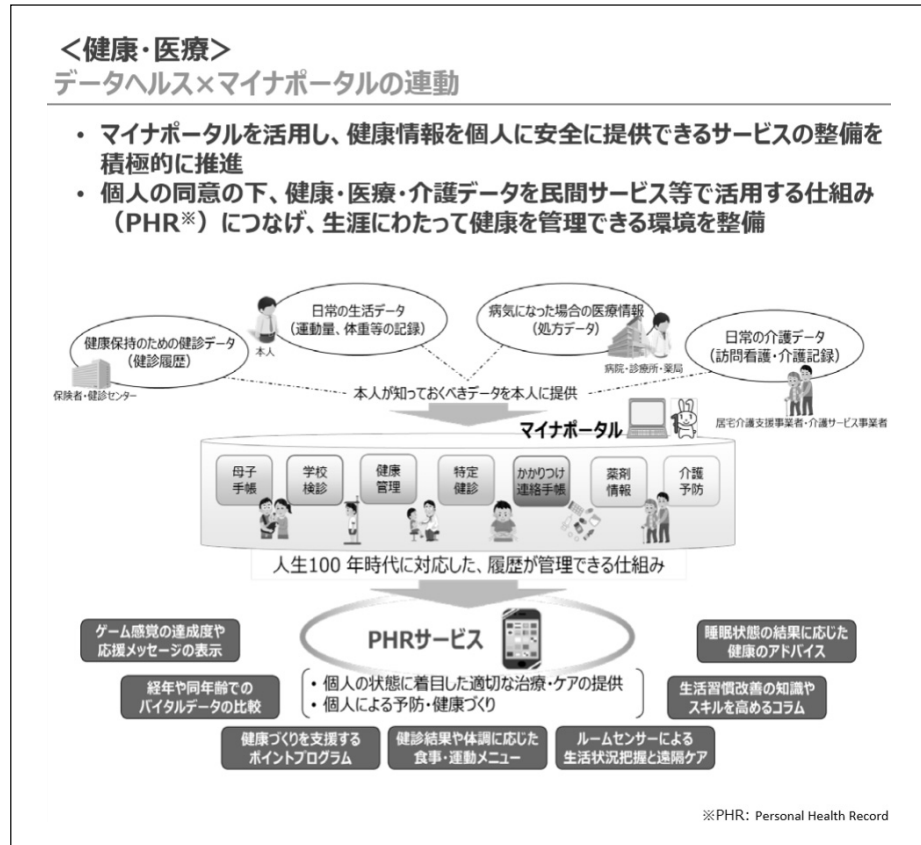 ＜健康・医療＞
データヘルス×マイナポータルの連動
• マイナポータルを活用し、健康情報を個人に安全に提供できるサービスの整備を
積極的に推進
• 個人の同意の下、健康・医療・介護データを民間サービス等で活用する仕組み
（PHR※）につなげ、生涯にわたって健康を管理できる環境を整備
日常の生活データ
（運動量、体重等の記録）
本人
病気になった場合の医療情報
（処方データ）
病院・診療所・薬局
健康保持のための健診データ
（健診履歴）
保険者・健診センター
日常の介護データ
（訪問看護・介護記録）
居宅介護支援事業者・介護サービス事業者
本人が知っておくべきデータを本人に提供
マイナポータル
母子
手帳
学校
検診
健康
管理
特定
健診
かかりつけ
連絡手帳
薬剤
情報
介護
予防
人生100 年時代に対応した、履歴が管理できる仕組み
PHRサービス
・個人の状態に着目した適切な治療・ケアの提供
・個人による予防・健康づくり
ゲーム感覚の達成度や
応援メッセージの表示
睡眠状態の結果に応じた
健康のアドバイス
経年や同年齢での
バイタルデータの比較
生活習慣改善の知識や
スキルを高めるコラム
健康づくりを支援する
ポイントプログラム
健診結果や体調に応じた
食事・運動メニュー
ルームセンサーによる
生活状況把握と遠隔ケア
※PHR: Personal Health Record